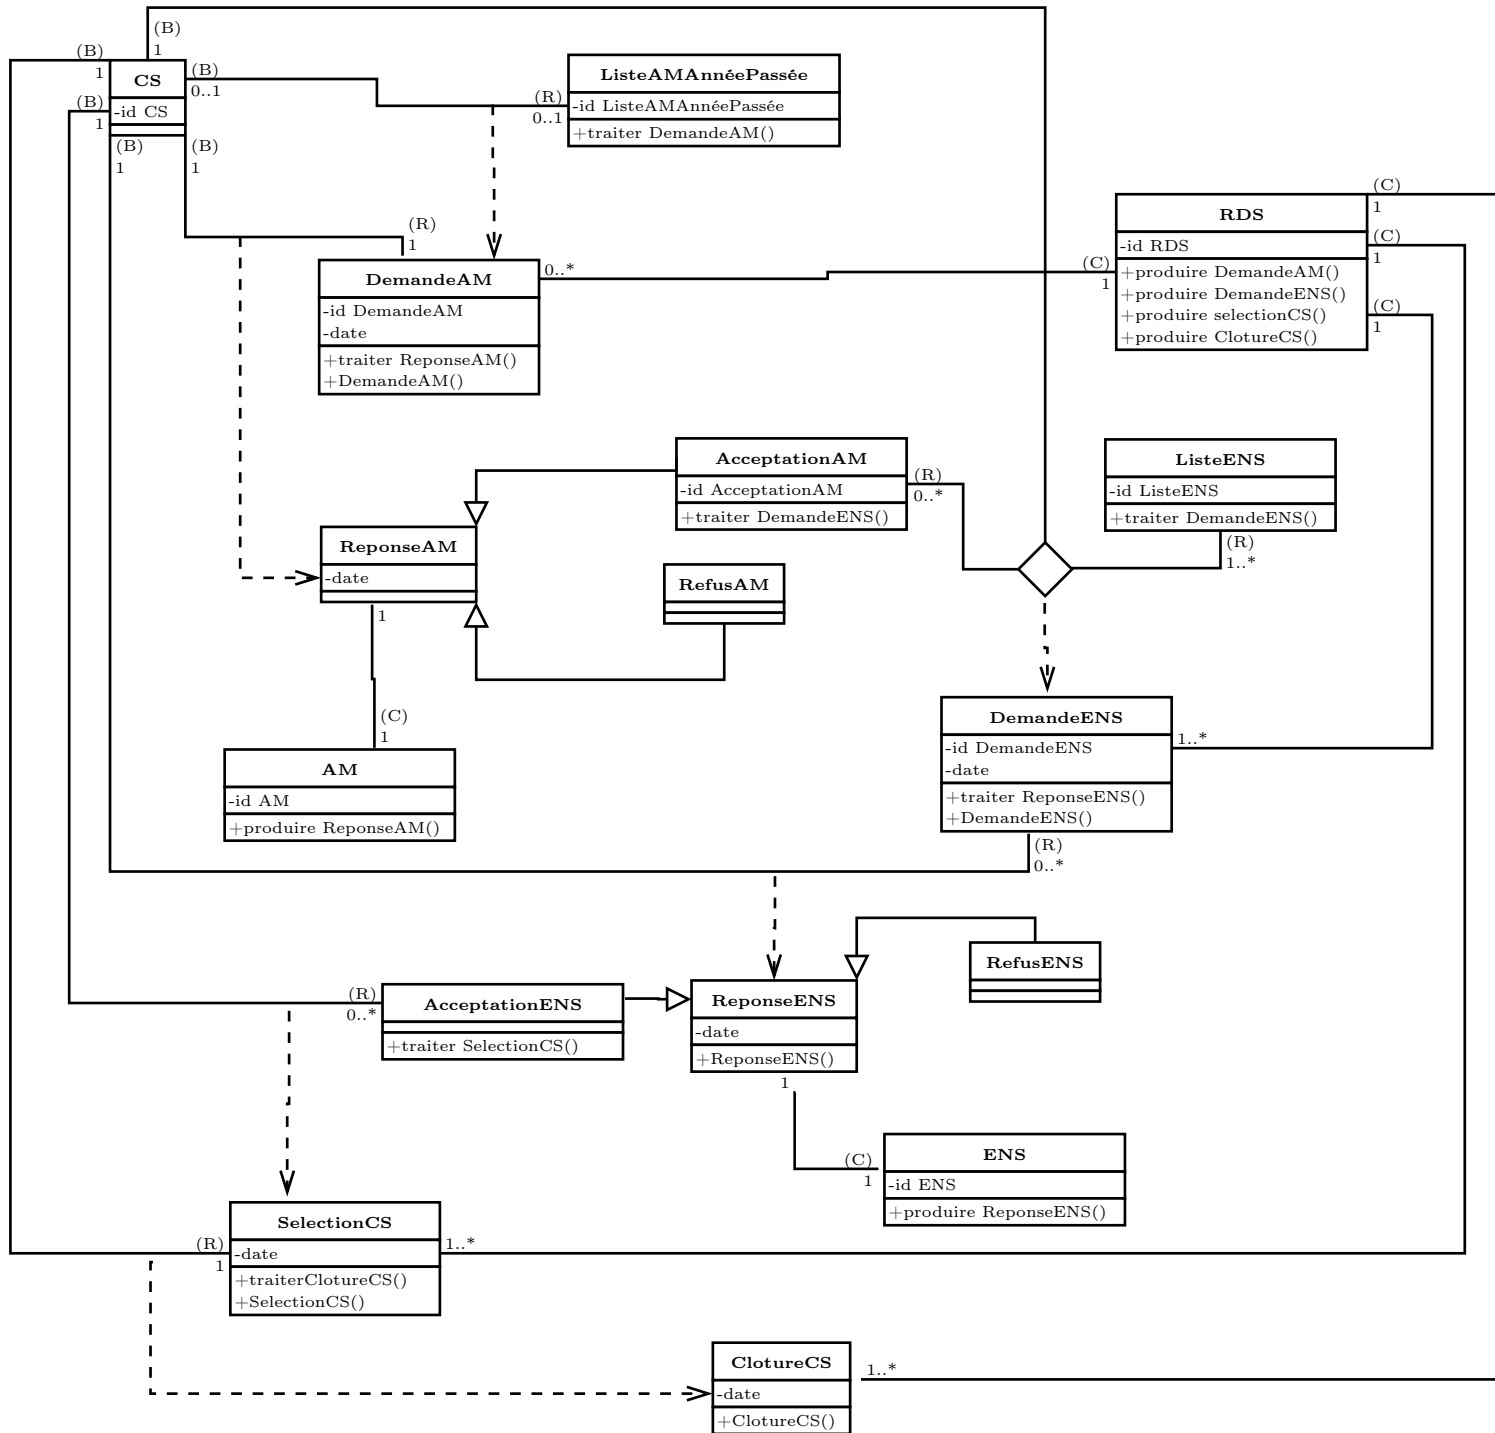 (B)
1
(B)
1
CS
-id CS
(B)
0..1
(B)
1
(B)
1
(B)
1
ListeAMAnnéePassée
-id ListeAMAnnéePassée
+traiter DemandeAM()
(R)
0..1
(R)
1
DemandeAM
-id DemandeAM
-date
+traiter ReponseAM()
+DemandeAM()
0..*
(C)
1
RDS
-id RDS
+produire DemandeAM()
+produire DemandeENS()
+produire selectionCS()
+produire ClotureCS()
(C)
1
(C)
1
(C)
1
AcceptationAM
-id AcceptationAM
+traiter DemandeENS()
(R)
0..*
ListeENS
-id ListeENS
+traiter DemandeENS()
(R)
1..*
ReponseAM
-date
1
RefusAM
(C)
1
AM
-id AM
+produire ReponseAM()
DemandeENS
-id DemandeENS
-date
+traiter ReponseENS()
+DemandeENS()
1..*
(R)
0..*
RefusENS
(R)
0..*
AcceptationENS
+traiter SelectionCS()
ReponseENS
-date
+ReponseENS()
1
(C)
1
ENS
-id ENS
+produire ReponseENS()
(R)
1
SelectionCS
-date
+traiterClotureCS()
+SelectionCS()
1..*
ClotureCS
-date
+ClotureCS()
1..*